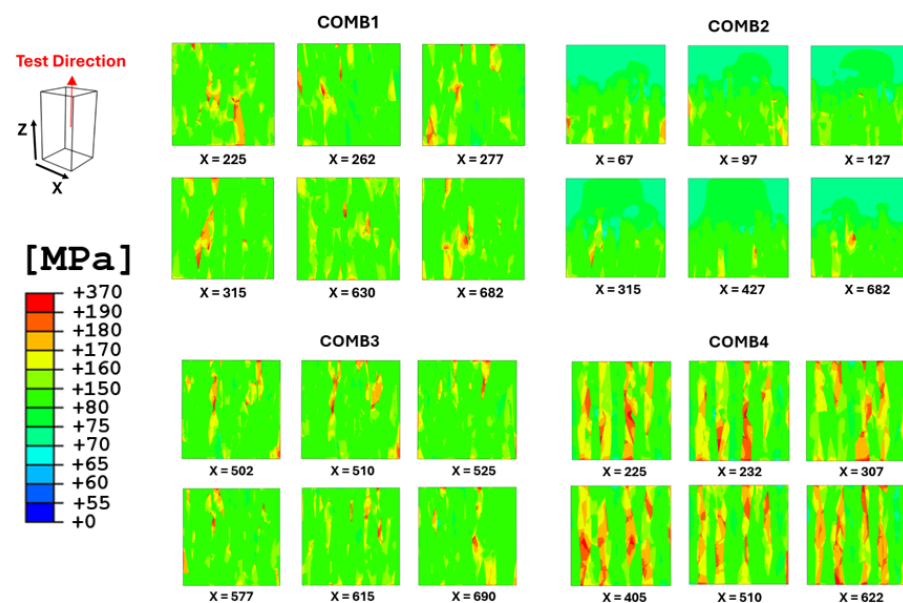 COMB1
COMB2
Test Direction
Z
X
X = 225
X = 262
X = 277
X = 67
X = 97
X = 127
X = 315
X = 630
X = 682
X = 315
X = 427
X = 682
[MPa]
+370
+190
+180
+170
+160
+150
+80
+75
+70
+65
+60
+55
+0
COMB3
COMB4
X = 502
X = 510
X = 525
X = 225
X = 232
X = 307
X = 577
X = 615
X = 690
X = 405
X = 510
X = 622